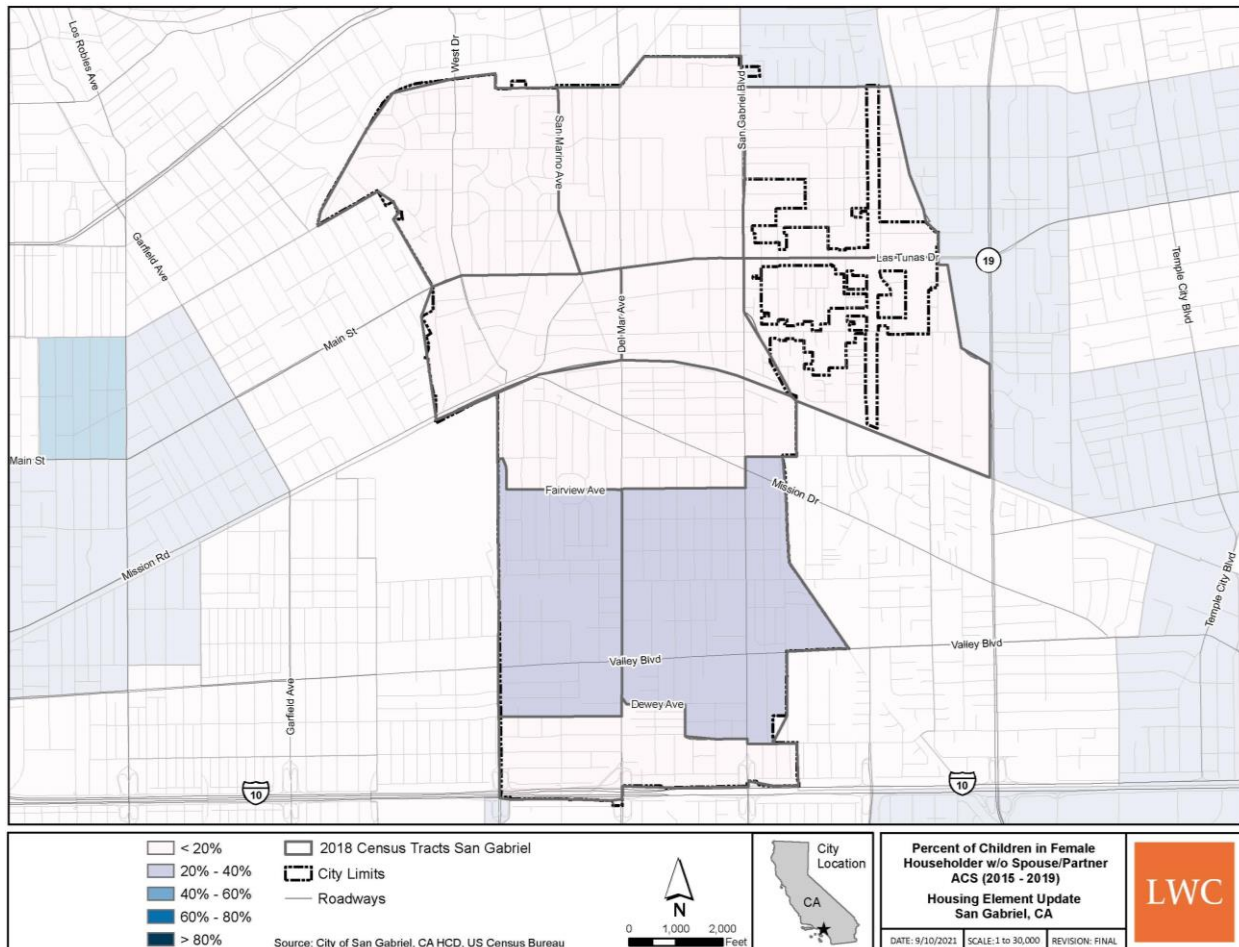 Los Robles Ave
West Dr
San Marino Ave
San Gabriel Blvd
Garfield Ave
Las Tunas Dr
19
Temple City Blvd
Main St
Del Mar Ave
Main St
Fairview Ave
Mission Dr
Mission Rd
Temple City Blvd
Valley Blvd
Valley Blvd
Dewey Ave
Garfield Ave
10
10
< 20%
20% - 40%
40% - 60%
60% - 80%
> 80%
2018 Census Tracts San Gabriel
City Limits
Roadways
Source: City of San Gabriel, CA HCD, US Census Bureau
N
0 1,000 2,000
Feet
City
Location
CA
Percent of Children in Female
Householder w/o Spouse/Partner
ACS (2015 - 2019)
Housing Element Update
San Gabriel, CA
DATE: 9/10/2021
SCALE: 1 to 30,000
REVISION: FINAL
LWC